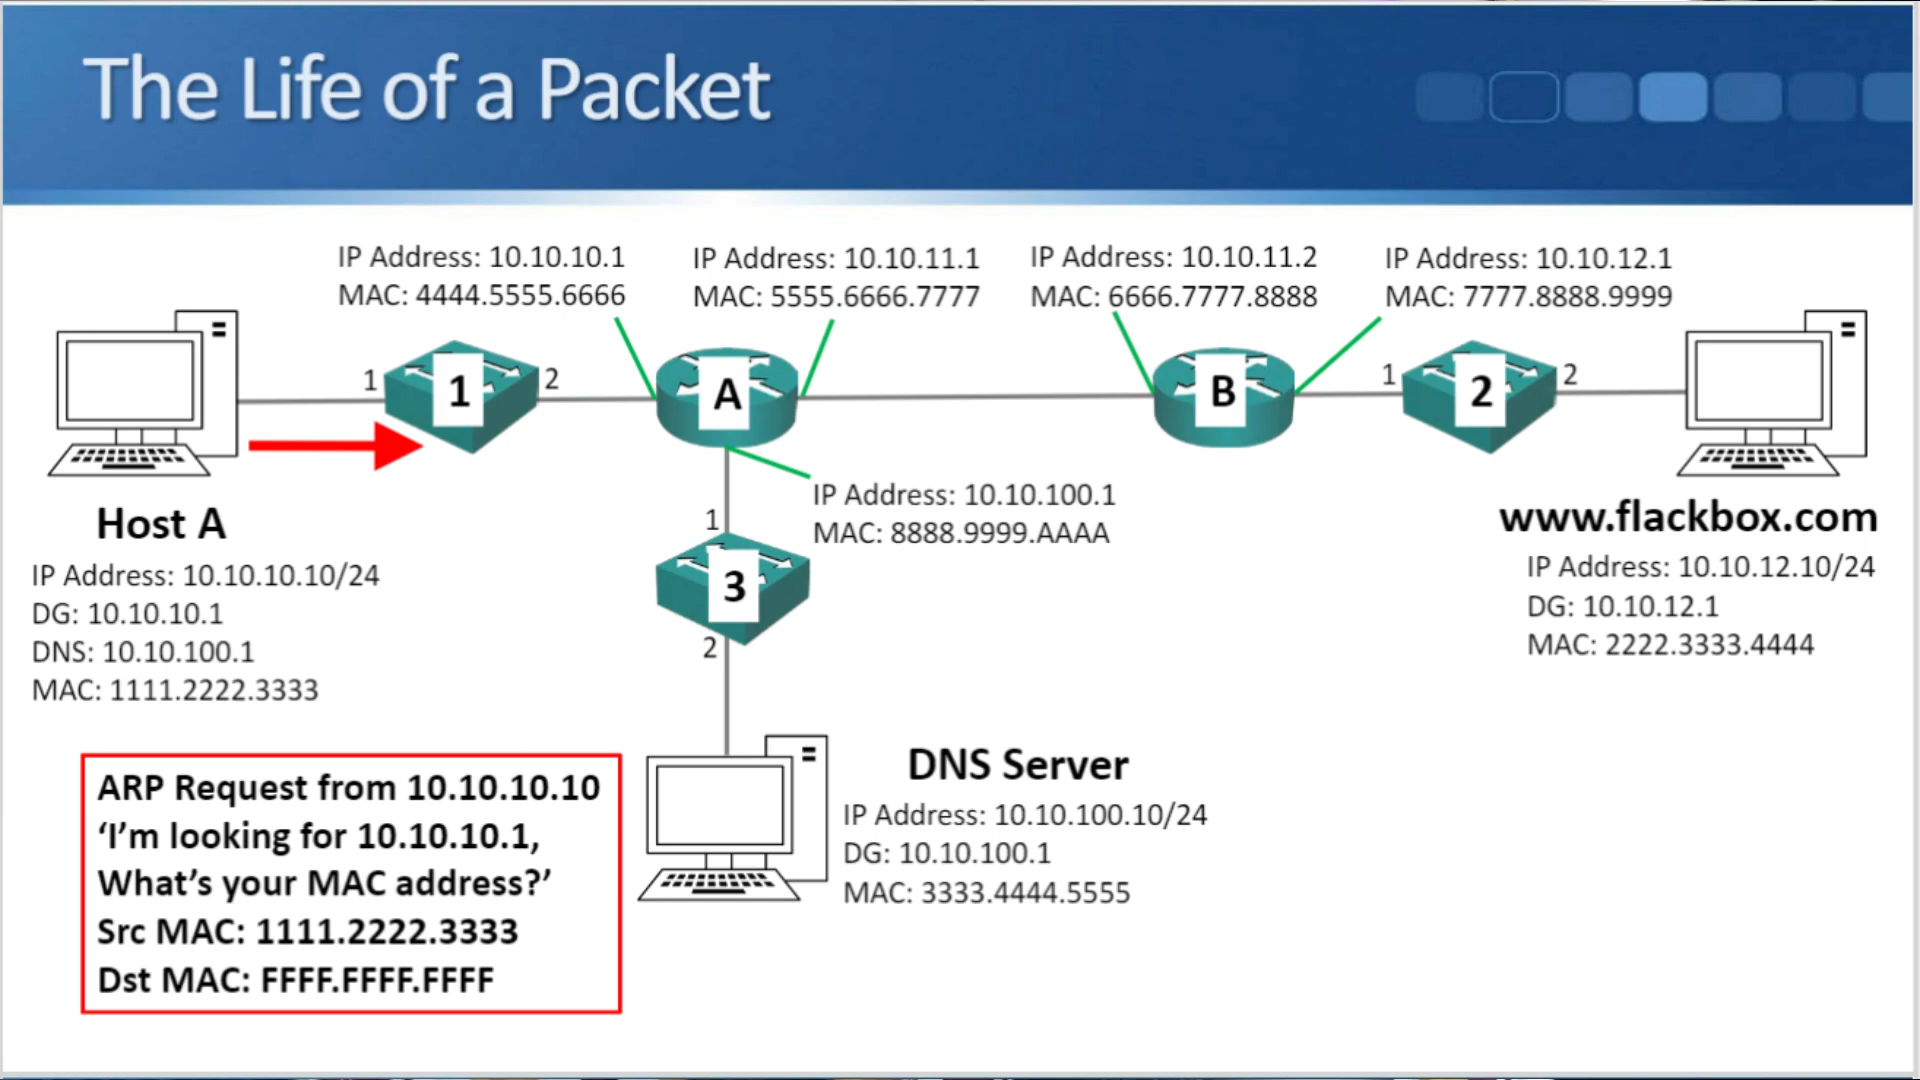 The Life of a Packet
IP Address: 10.10.10.1
MAC: 4444.5555.6666
IP Address: 10.10.11.1
MAC: 5555.6666.7777
IP Address: 10.10.11.2
MAC: 6666.7777.8888
IP Address: 10.10.12.1
MAC: 7777.8888.9999
1
1
2
A
B
1
2
2
Host A
IP Address: 10.10.10.10/24
DG: 10.10.10.1
DNS: 10.10.100.1
MAC: 1111.2222.3333
IP Address: 10.10.100.1
MAC: 8888.9999.AAAA
1
3
2
www.flackbox.com
IP Address: 10.10.12.10/24
DG: 10.10.12.1
MAC: 2222.3333.4444
ARP Request from 10.10.10.10
‘I’m looking for 10.10.10.1,
What’s your MAC address?’
Src MAC: 1111.2222.3333
Dst MAC: FFFF.FFFF.FFFF
DNS Server
IP Address: 10.10.100.10/24
DG: 10.10.100.1
MAC: 3333.4444.5555